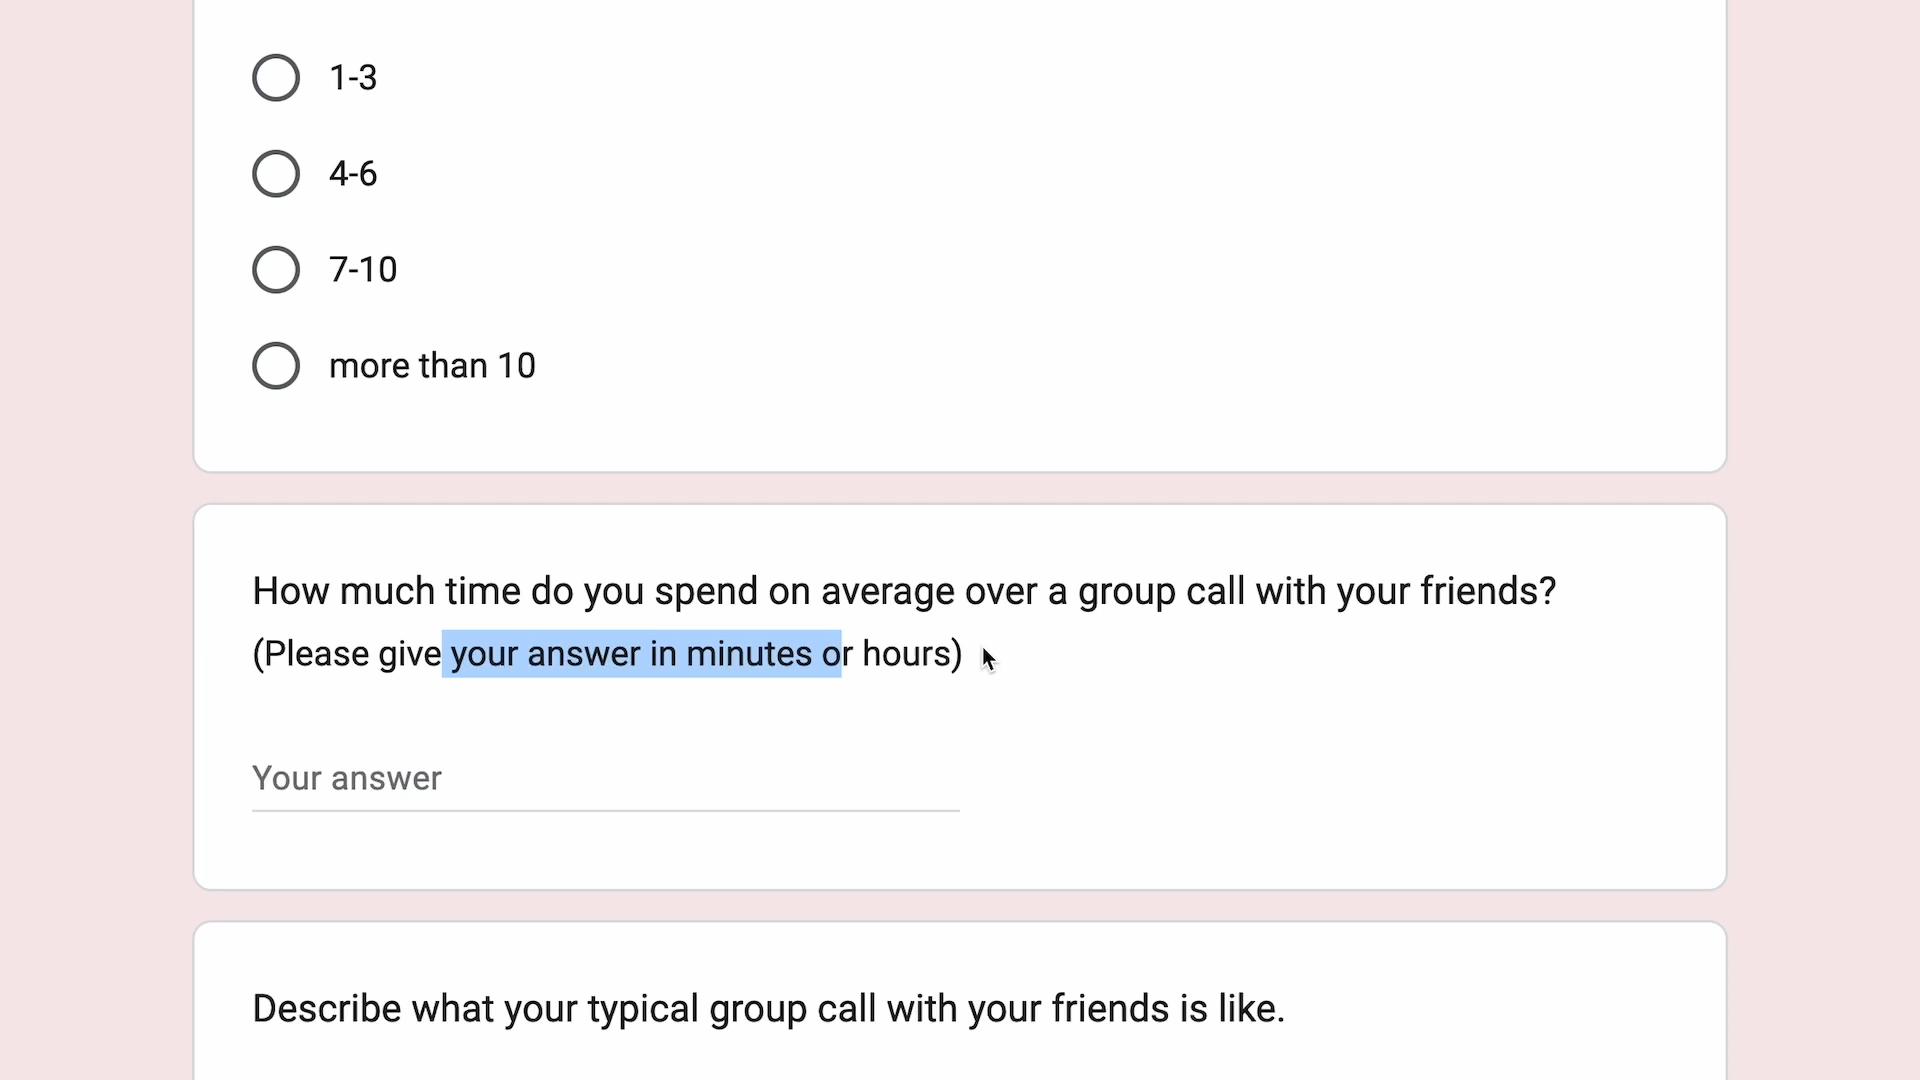 1-3
4-6
7-10
more than 10
How much time do you spend on average over a group call with your friends?
(Please give your answer in minutes or hours)
Your answer
Describe what your typical group call with your friends is like.